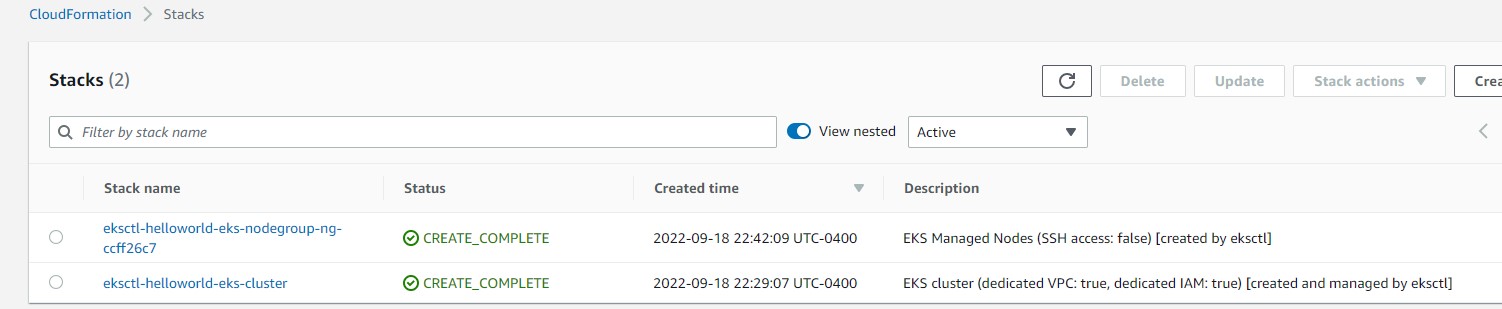 CloudFormation > Stacks
Stacks (2)
Delete
Update
Stack actions
Crea
Filter by stack name
View nested
Active
Stack name Status Created time Description
eksctl-helloworld-eks-nodegroup-ng-
ccff26c7
CREATE_COMPLETE
2022-09-18 22:42:09 UTC-0400
EKS Managed Nodes (SSH access: false) [created by eksctl]
eksctl-helloworld-eks-cluster
CREATE_COMPLETE
2022-09-18 22:29:07 UTC-0400
EKS cluster (dedicated VPC: true, dedicated IAM: true) [created and managed by eksctl]